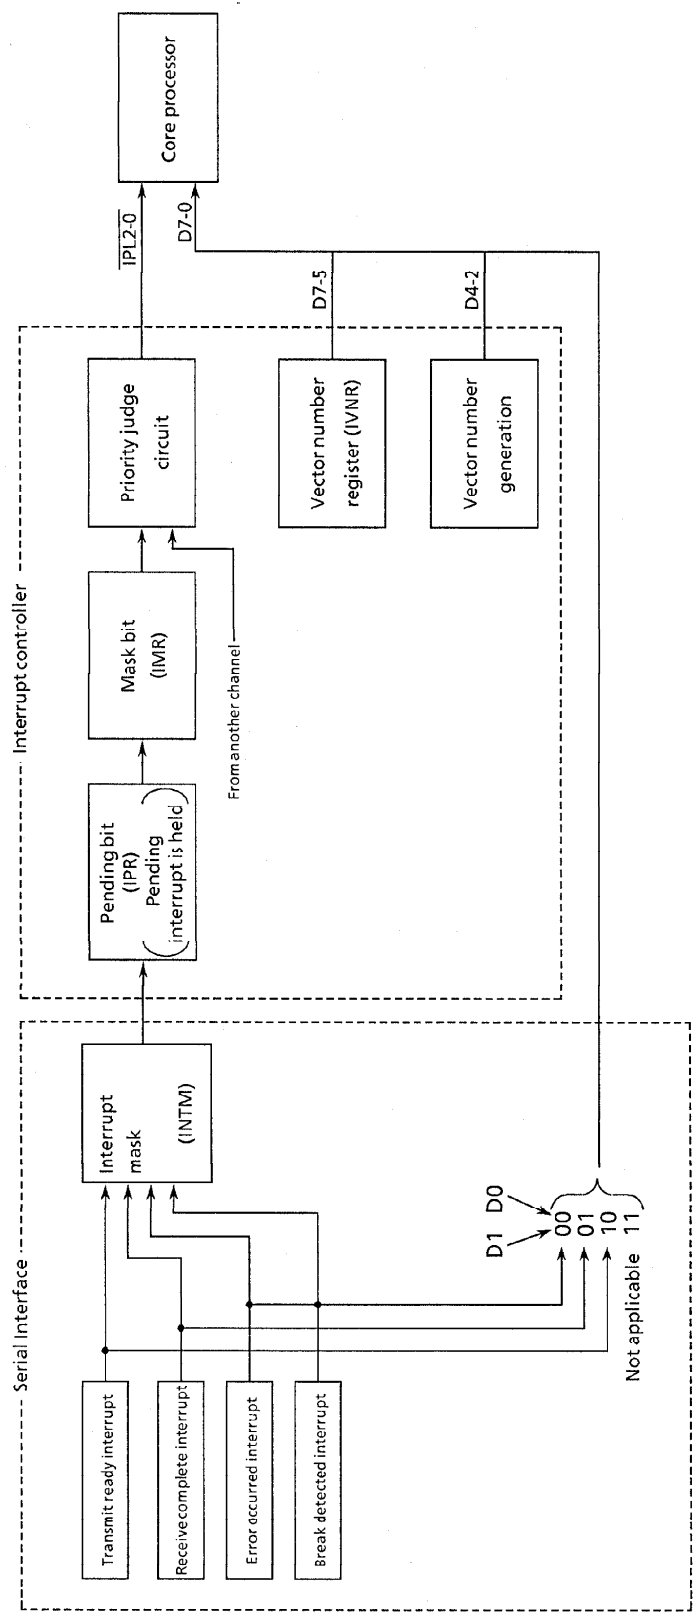 Serial Interface
Transmit ready interrupt
Receive complete interrupt
Error occurred interrupt
Break detected interrupt
Interrupt
mask
(INTM)
D1
D0
00
01
10
11
Not applicable
Interrupt controller
Pending bit
(IPR)
(Pending
interrupt is held)
Mask bit
(IMR)
From another channel
Priority judge
circuit
Vector number
register (IVNR)
Vector number
generation
IPL2-0
D7-0
D7-5
D4-2
Core processor